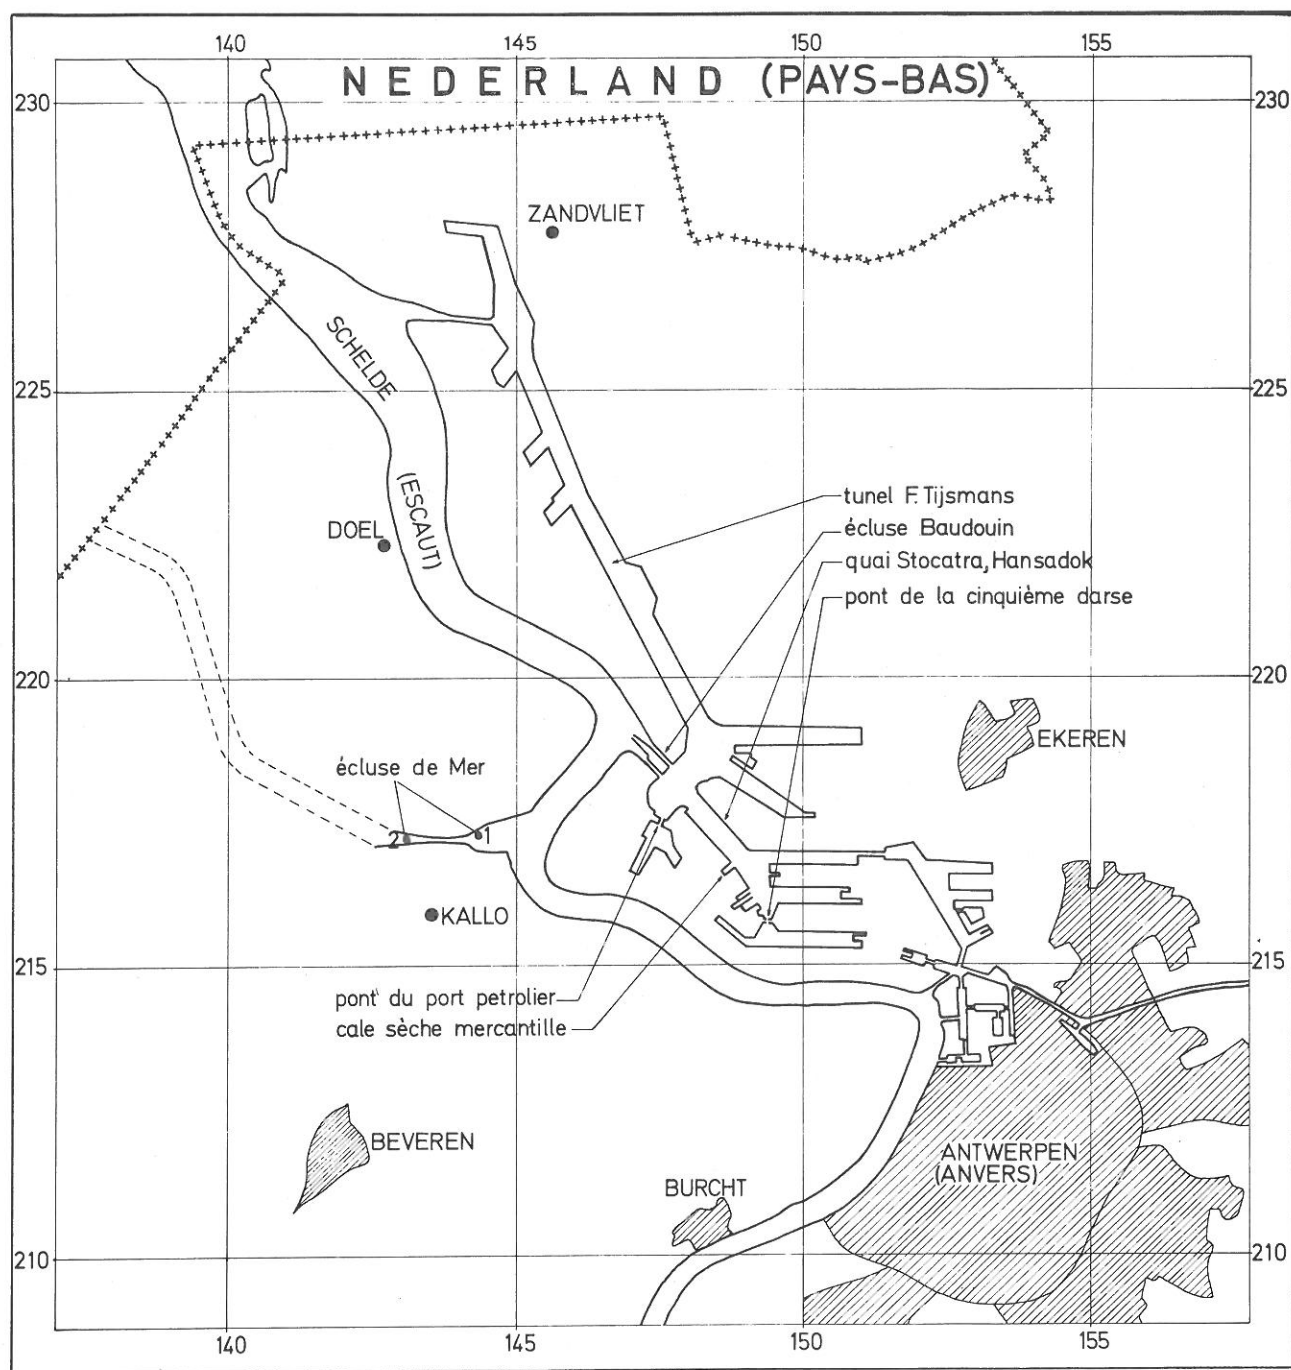 140 145 150 155
NEDERLAND (PAYS-BAS)
230 230
ZANDVLIET
SCHELDE
225 225
(ESCAUT)
tunel F. Tijsmans
écluse Baudouin
DOEL
quai Stocatra, Hansadok
pont de la cinquième darse
220 220
EKEREN
écluse de Mer
2 1
KALLO
215 215
pont du port petrolier
cale sèche mercantille
BEVEREN
ANTWERPEN
(ANVERS)
BURCHT
210 210
140 145 150 155